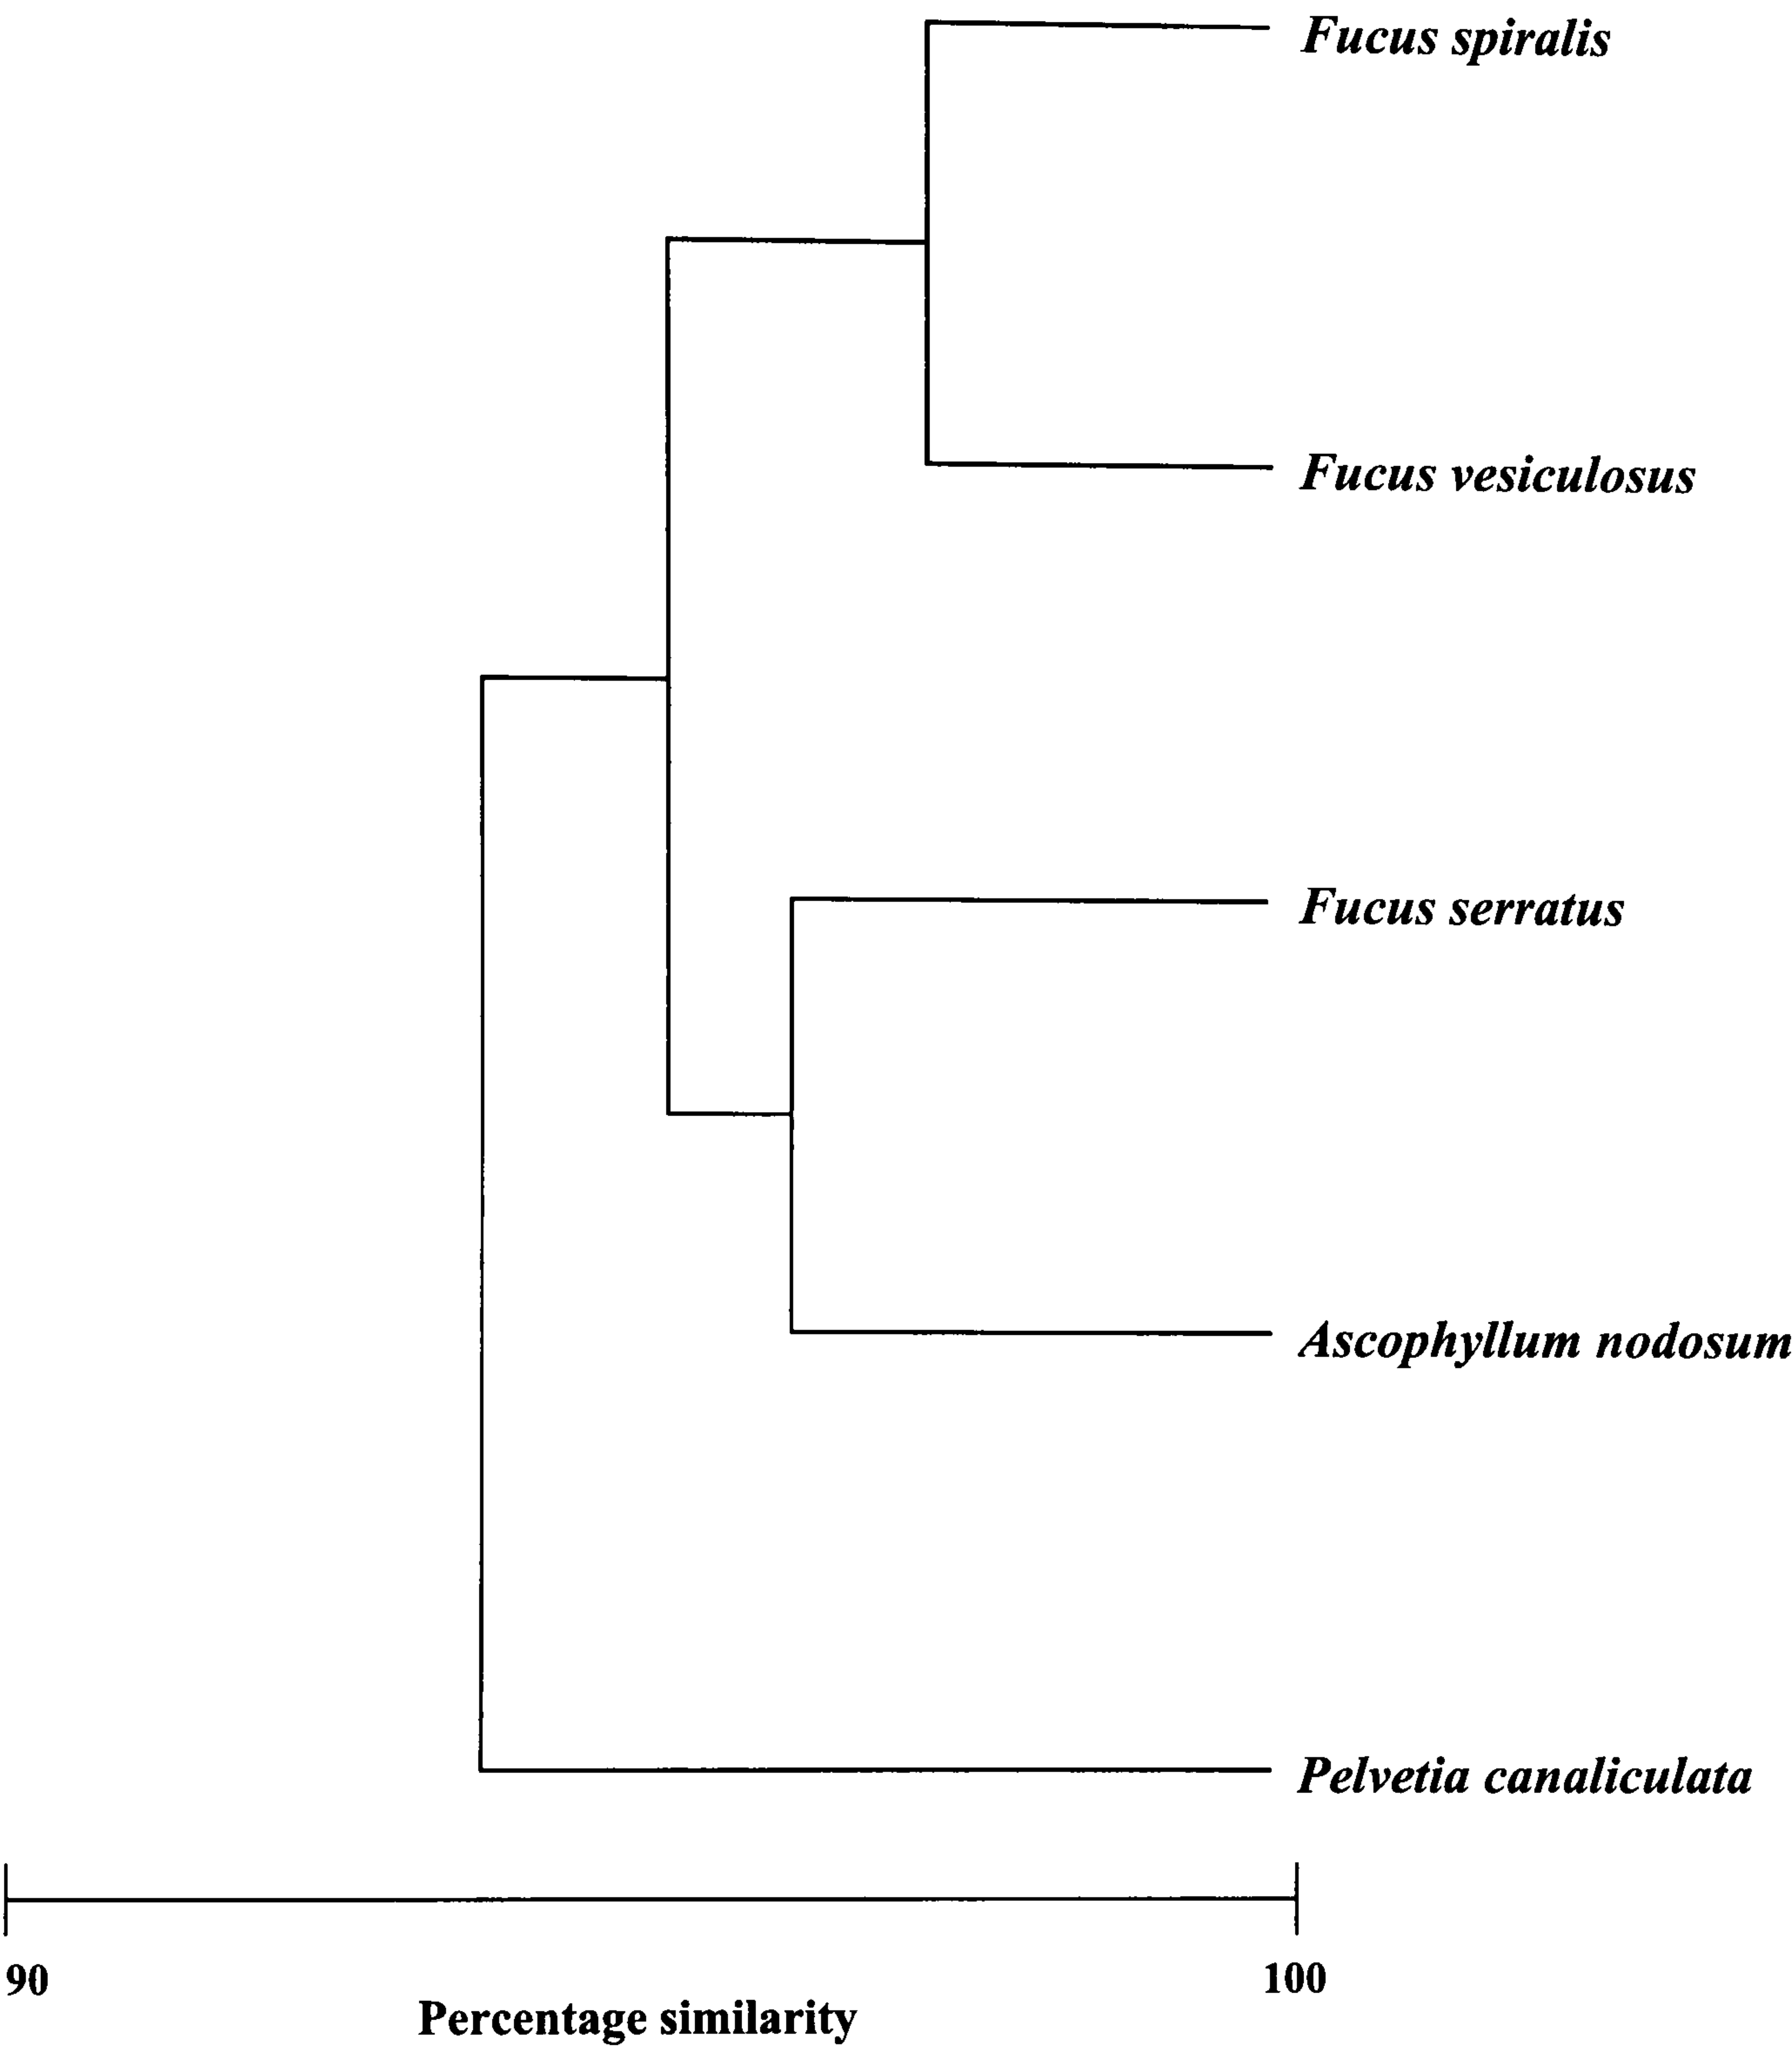 Fucus spiralis
Fucus vesiculosus
Fucus serratus
Ascophyllum nodosum
Pelvetia canaliculata
90
100
Percentage similarity